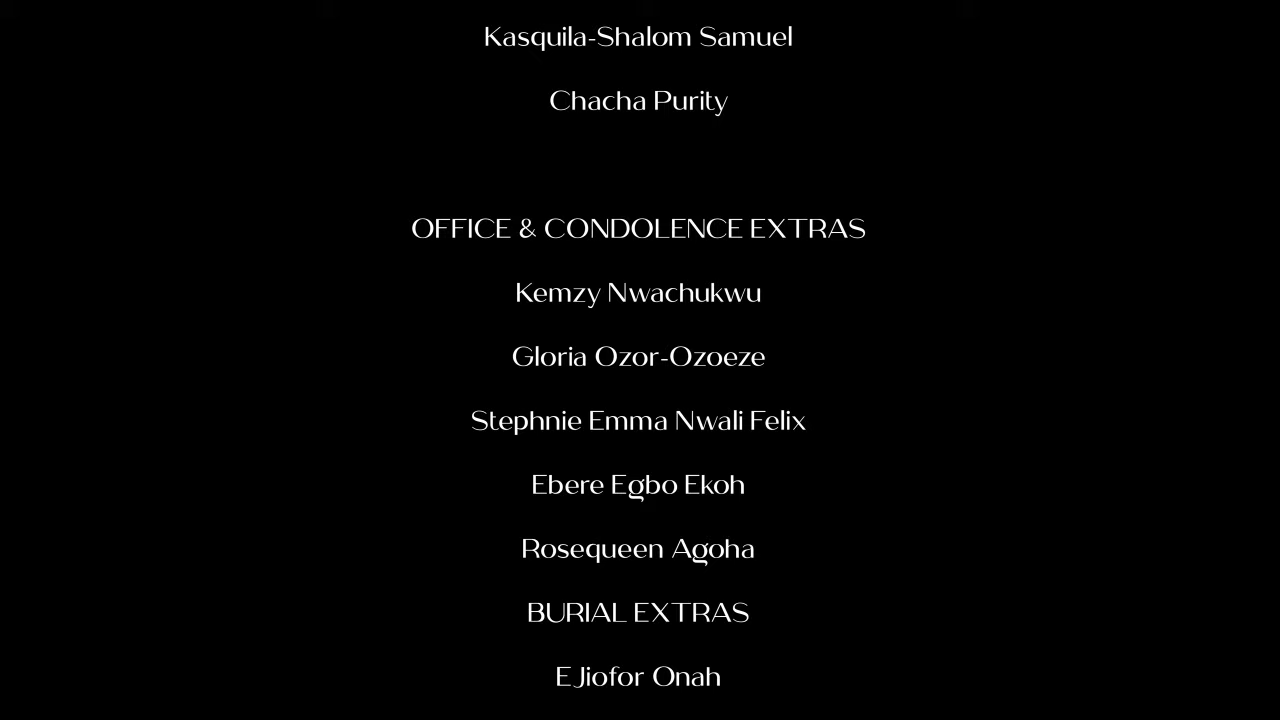 Kasquila-Shalom Samuel
Chacha Purity
OFFICE & CONDOLENCE EXTRAS
Kemzy Nwachukwu
Gloria Ozor-Ozoeze
Stephnie Emma Nwali Felix
Ebere Egbo Ekoh
Rosequeen Agoha
BURIAL EXTRAS
EJiofor Onah